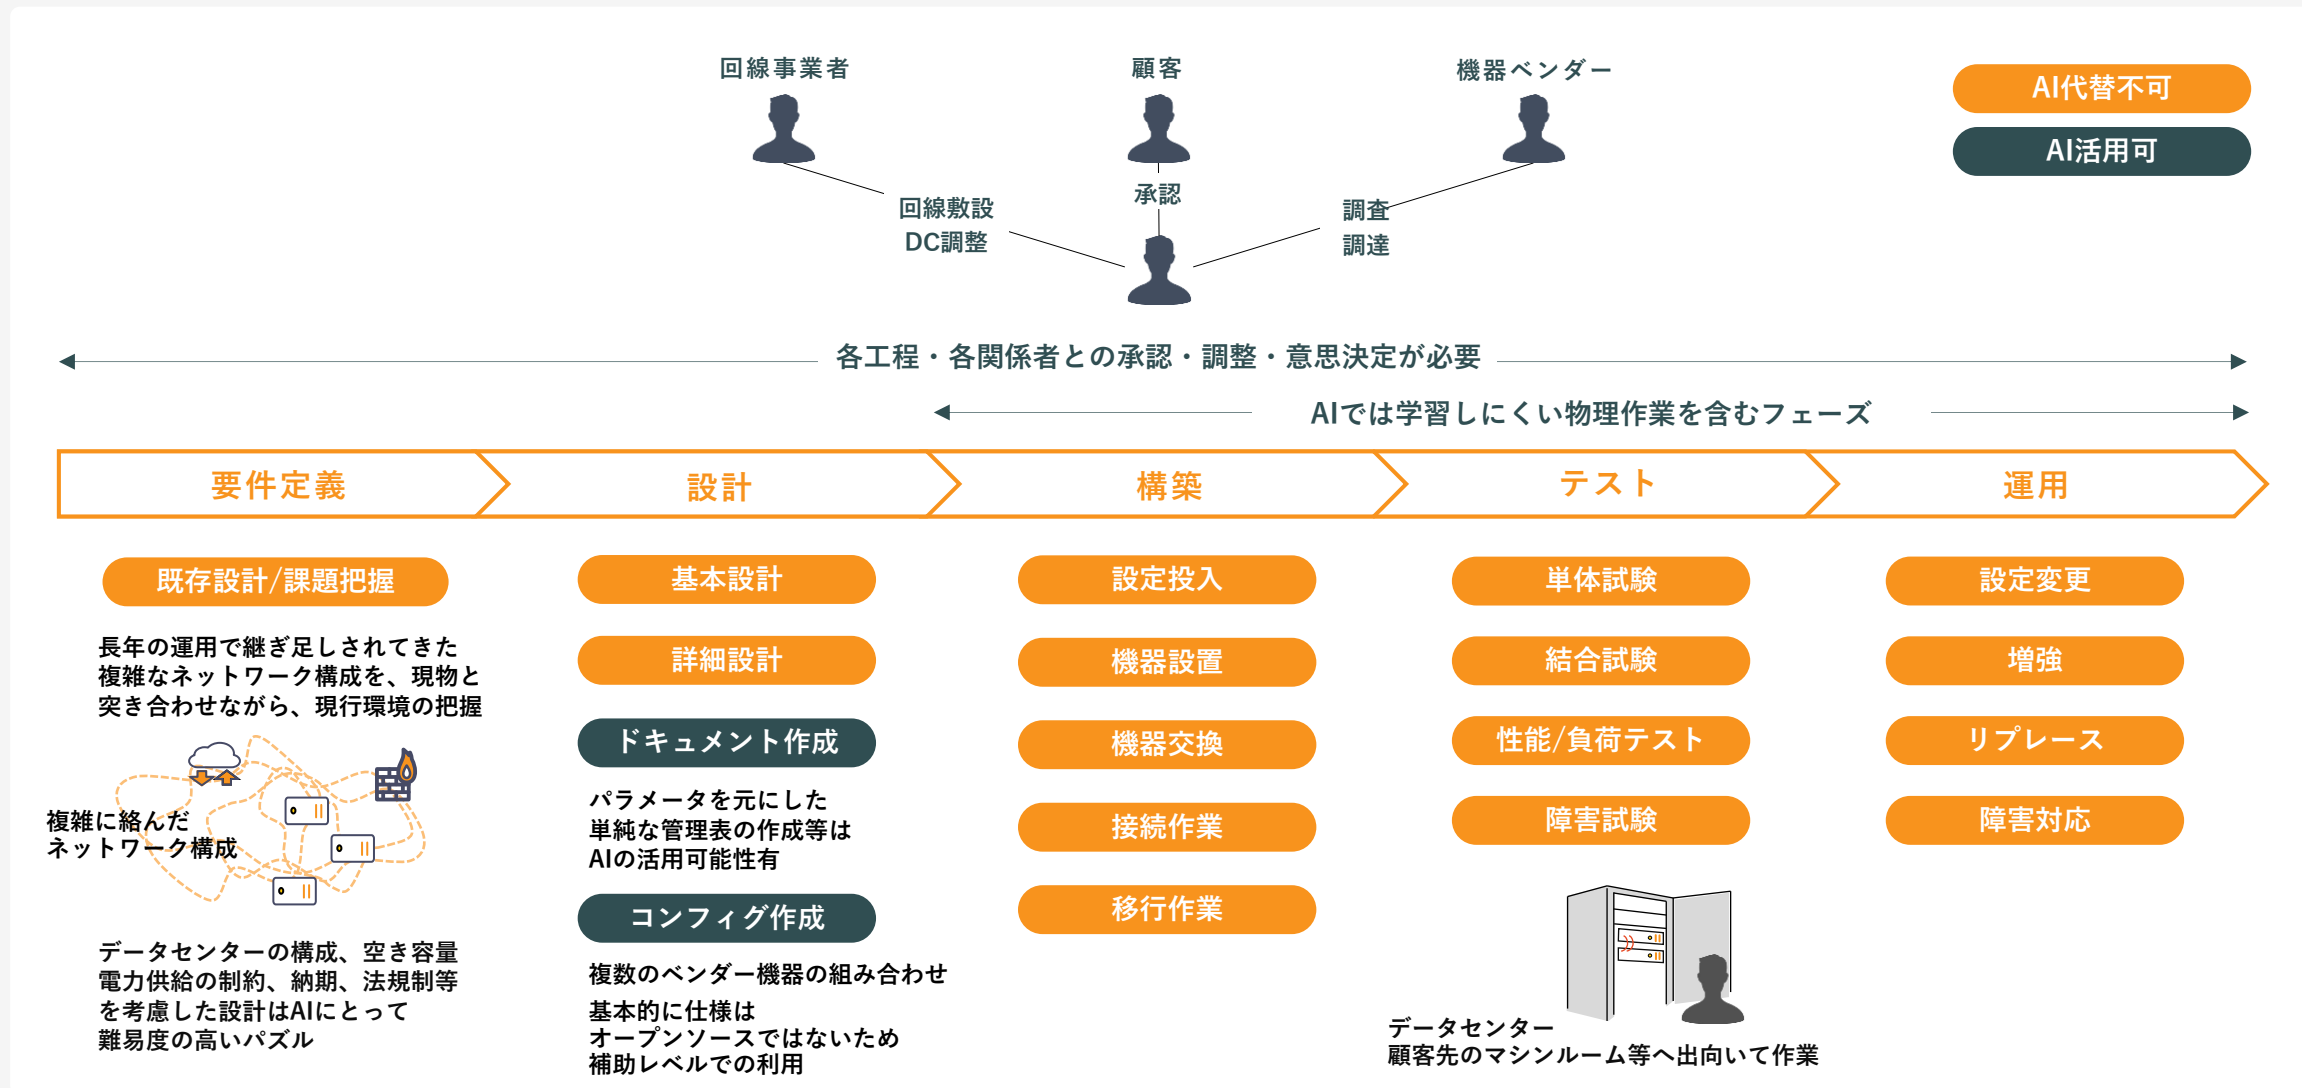 回線事業者
顧客
機器ベンダー
AI代替不可
AI活用可
回線敷設
DC調整
承認
調査
調達
各工程・各関係者との承認・調整・意思決定が必要
AIでは学習しにくい物理作業を含むフェーズ
要件定義
設計
構築
テスト
運用
既存設計/課題把握
長年の運用で継ぎ足しされてきた
複雑なネットワーク構成を、現物と
突き合わせながら、現行環境の把握
複雑に絡んだ
ネットワーク構成
データセンターの構成、空き容量
電力供給の制約、納期、法規制等
を考慮した設計はAIにとって
難易度の高いパズル
基本設計
詳細設計
ドキュメント作成
パラメータを元にした
単純な管理表の作成等は
AIの活用可能性有
コンフィグ作成
複数のベンダー機器の組み合わせ
基本的に仕様は
オープンソースではないため
補助レベルでの利用
設定投入
機器設置
機器交換
接続作業
移行作業
単体試験
結合試験
性能/負荷テスト
障害試験
データセンター
顧客先のマシンルーム等へ出向いて作業
設定変更
増強
リプレース
障害対応